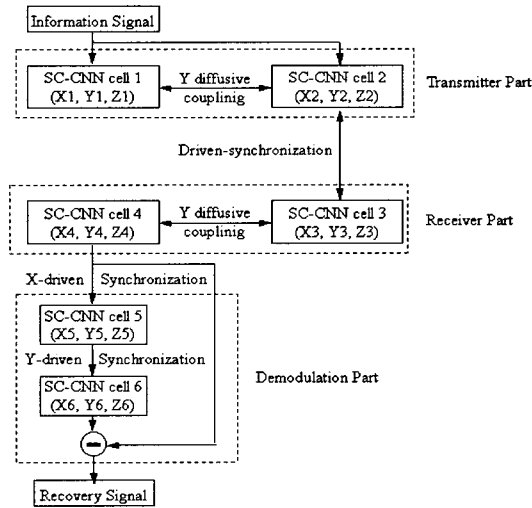 Information Signal
SC-CNN cell 1
(X1, Y1, Z1)
Y diffusive
couplinig
SC-CNN cell 2
(X2, Y2, Z2)
Transmitter Part
Driven-synchronization
SC-CNN cell 4
(X4, Y4, Z4)
Y diffusive
couplinig
SC-CNN cell 3
(X3, Y3, Z3)
Receiver Part
X-driven Synchronization
SC-CNN cell 5
(X5, Y5, Z5)
Y-driven Synchronization
SC-CNN cell 6
(X6, Y6, Z6)
Demodulation Part
Recovery Signal